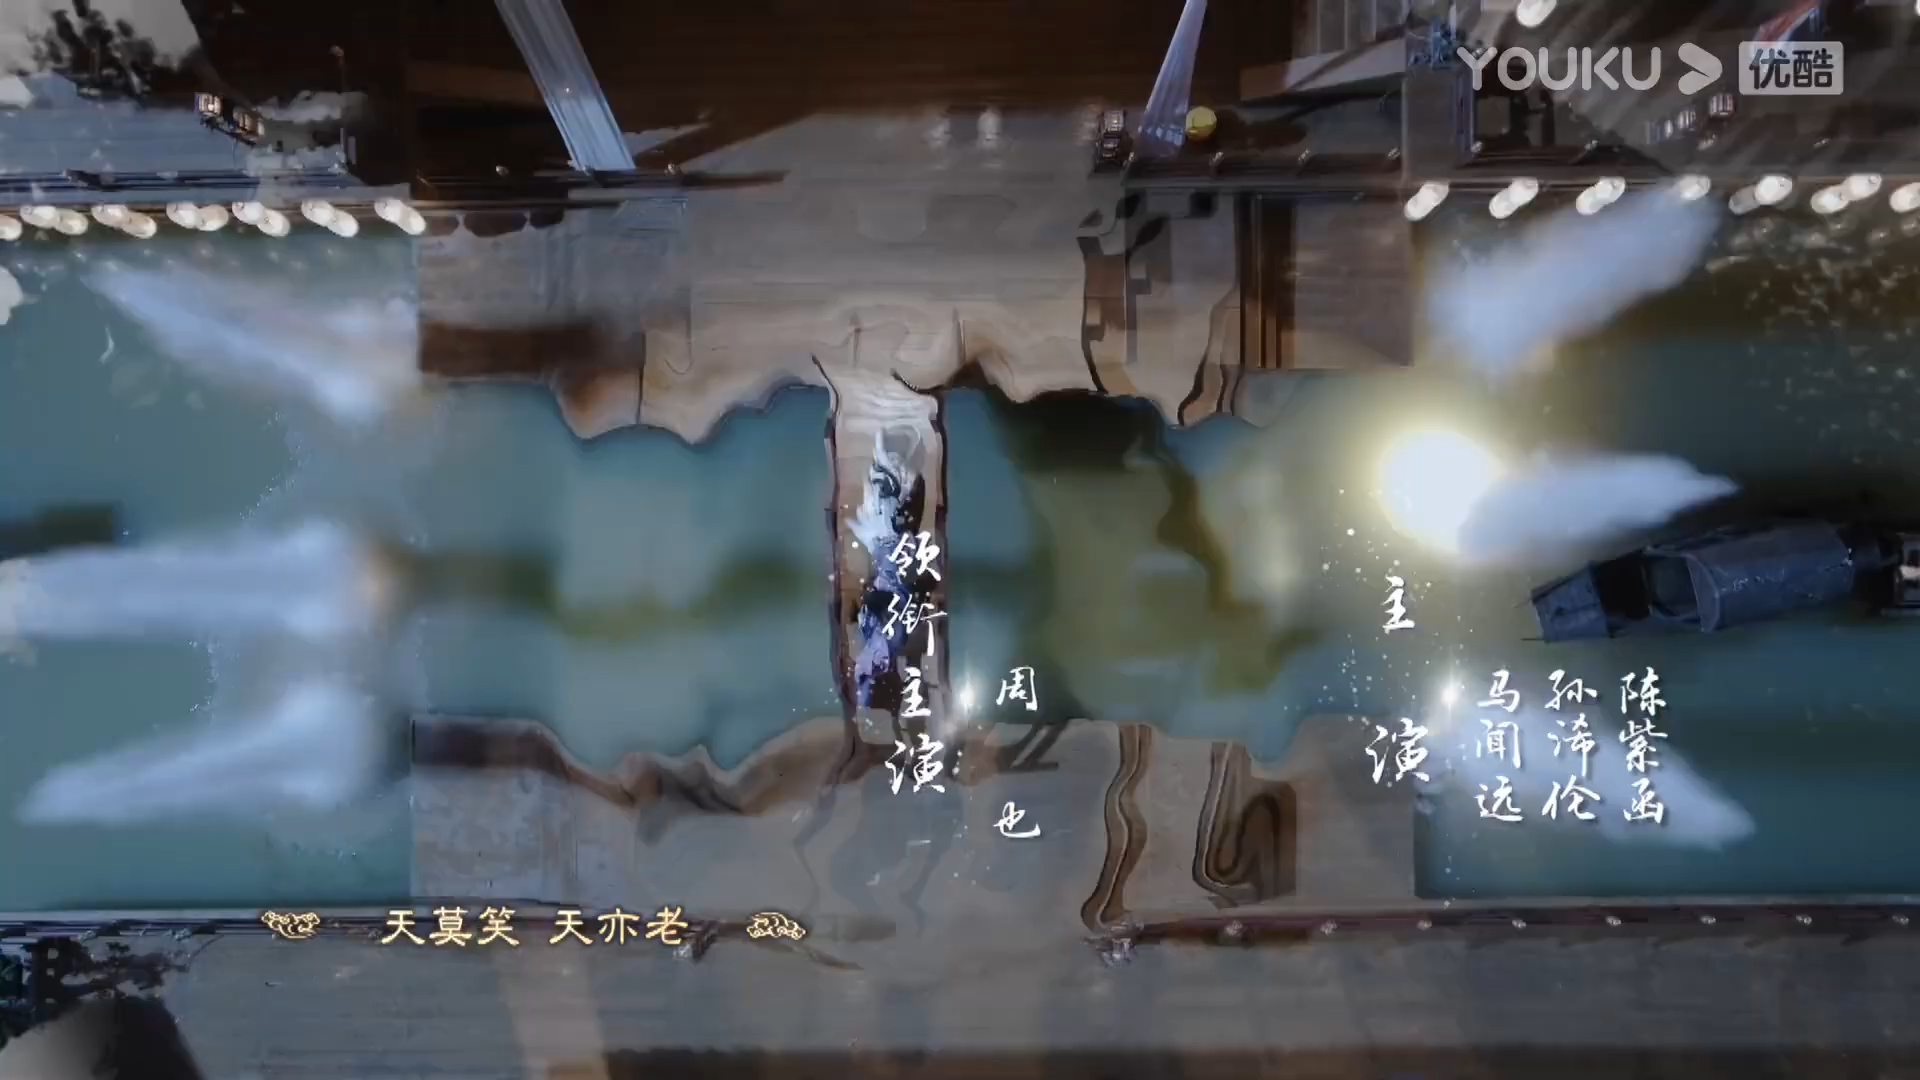 YOUKU 优酷
领衔主演
周也
主演
马闻远
孙浠伦
陈紫函
天莫笑 天亦老